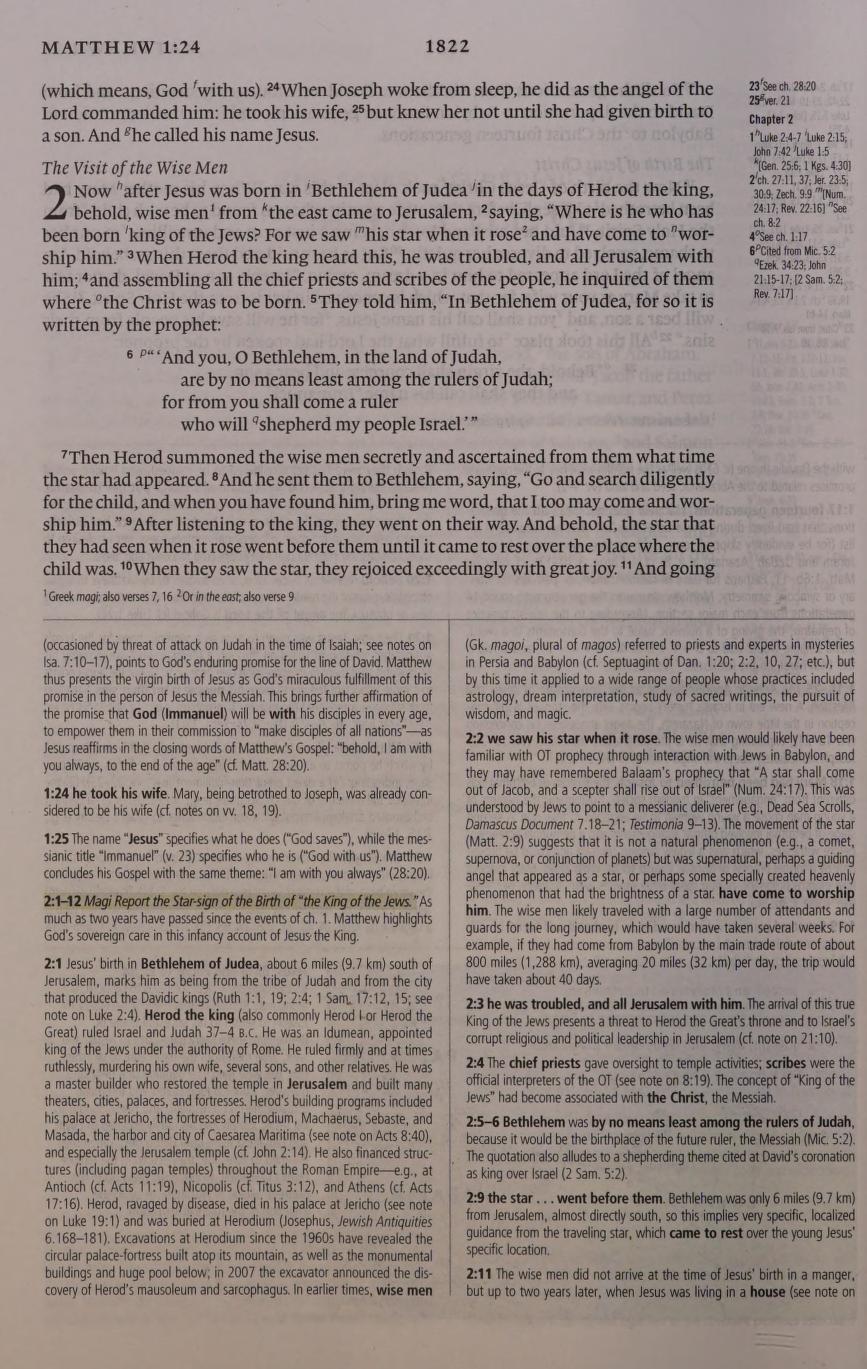 MATTHEW 1:24
1822
(which means, God ᶠwith us). ²⁴When Joseph woke from sleep, he did as the angel of the
Lord commanded him: he took his wife, ²⁵but knew her not until she had given birth to
a son. And ᵍhe called his name Jesus.
The Visit of the Wise Men
2 Now ʰafter Jesus was born in ⁱBethlehem of Judea ʲin the days of Herod the king,
behold, wise men¹ from ᵏthe east came to Jerusalem, ²saying, “Where is he who has
been born ˡking of the Jews? For we saw ᵐhis star when it rose² and have come to ⁿwor-
ship him.” ³When Herod the king heard this, he was troubled, and all Jerusalem with
him; ⁴and assembling all the chief priests and scribes of the people, he inquired of them
where ᵒthe Christ was to be born. ⁵They told him, “In Bethlehem of Judea, for so it is
written by the prophet:
⁶ ᵖ“‘And you, O Bethlehem, in the land of Judah,
are by no means least among the rulers of Judah;
for from you shall come a ruler
who will qshepherd my people Israel.’”
⁷Then Herod summoned the wise men secretly and ascertained from them what time
the star had appeared. ⁸And he sent them to Bethlehem, saying, “Go and search diligently
for the child, and when you have found him, bring me word, that I too may come and wor-
ship him.” ⁹After listening to the king, they went on their way. And behold, the star that
they had seen when it rose went before them until it came to rest over the place where the
child was. ¹⁰When they saw the star, they rejoiced exceedingly with great joy. ¹¹And going
¹ Greek magi; also verses 7, 16 ² Or in the east; also verse 9
23 ᶠSee ch. 28:20
25 ᵍver. 21
Chapter 2
1 ʰLuke 2:4-7 ⁱLuke 2:15;
John 7:42 ʲLuke 1:5
ᵏ[Gen. 25:6; 1 Kgs. 4:30]
2 ˡch. 27:11, 37; Jer. 23:5;
30:9; Zech. 9:9 ᵐ[Num.
24:17; Rev. 22:16] ⁿSee
ch. 8:2
4 ᵒSee ch. 1:17
6 ᵖCited from Mic. 5:2
qEzek. 34:23; John
21:15-17; [2 Sam. 5:2;
Rev. 7:17]
(occasioned by threat of attack on Judah in the time of Isaiah; see notes on
Isa. 7:10–17), points to God’s enduring promise for the line of David. Matthew
thus presents the virgin birth of Jesus as God’s miraculous fulfillment of this
promise in the person of Jesus the Messiah. This brings further affirmation of
the promise that God (Immanuel) will be with his disciples in every age,
to empower them in their commission to “make disciples of all nations”—as
Jesus reaffirms in the closing words of Matthew’s Gospel: “behold, I am with
you always, to the end of the age” (cf. Matt. 28:20).
1:24 he took his wife. Mary, being betrothed to Joseph, was already con-
sidered to be his wife (cf. notes on vv. 18, 19).
1:25 The name “Jesus” specifies what he does (“God saves”), while the mes-
sianic title “Immanuel” (v. 23) specifies who he is (“God with us”). Matthew
concludes his Gospel with the same theme: “I am with you always” (28:20).
2:1–12 Magi Report the Star-sign of the Birth of “the King of the Jews.” As
much as two years have passed since the events of ch. 1. Matthew highlights
God’s sovereign care in this infancy account of Jesus the King.
2:1 Jesus’ birth in Bethlehem of Judea, about 6 miles (9.7 km) south of
Jerusalem, marks him as being from the tribe of Judah and from the city
that produced the Davidic kings (Ruth 1:1, 19; 2:4; 1 Sam. 17:12, 15; see
note on Luke 2:4). Herod the king (also commonly Herod I or Herod the
Great) ruled Israel and Judah 37–4 B.C. He was an Idumean, appointed
king of the Jews under the authority of Rome. He ruled firmly and at times
ruthlessly, murdering his own wife, several sons, and other relatives. He was
a master builder who restored the temple in Jerusalem and built many
theaters, cities, palaces, and fortresses. Herod’s building programs included
his palace at Jericho, the fortresses of Herodium, Machaerus, Sebaste, and
Masada, the harbor and city of Caesarea Maritima (see note on Acts 8:40),
and especially the Jerusalem temple (cf. John 2:14). He also financed struc-
tures (including pagan temples) throughout the Roman Empire—e.g., at
Antioch (cf. Acts 11:19), Nicopolis (cf. Titus 3:12), and Athens (cf. Acts
17:16). Herod, ravaged by disease, died in his palace at Jericho (see note
on Luke 19:1) and was buried at Herodium (Josephus, Jewish Antiquities
6.168–181). Excavations at Herodium since the 1960s have revealed the
circular palace-fortress built atop its mountain, as well as the monumental
buildings and huge pool below; in 2007 the excavator announced the dis-
covery of Herod’s mausoleum and sarcophagus. In earlier times, wise men
(Gk. magoi, plural of magos) referred to priests and experts in mysteries
in Persia and Babylon (cf. Septuagint of Dan. 1:20; 2:2, 10, 27; etc.), but
by this time it applied to a wide range of people whose practices included
astrology, dream interpretation, study of sacred writings, the pursuit of
wisdom, and magic.
2:2 we saw his star when it rose. The wise men would likely have been
familiar with OT prophecy through interaction with Jews in Babylon, and
they may have remembered Balaam’s prophecy that “A star shall come
out of Jacob, and a scepter shall rise out of Israel” (Num. 24:17). This was
understood by Jews to point to a messianic deliverer (e.g., Dead Sea Scrolls,
Damascus Document 7.18–21; Testimonia 9–13). The movement of the star
(Matt. 2:9) suggests that it is not a natural phenomenon (e.g., a comet,
supernova, or conjunction of planets) but was supernatural, perhaps a guiding
angel that appeared as a star, or perhaps some specially created heavenly
phenomenon that had the brightness of a star. have come to worship
him. The wise men likely traveled with a large number of attendants and
guards for the long journey, which would have taken several weeks. For
example, if they had come from Babylon by the main trade route of about
800 miles (1,288 km), averaging 20 miles (32 km) per day, the trip would
have taken about 40 days.
2:3 he was troubled, and all Jerusalem with him. The arrival of this true
King of the Jews presents a threat to Herod the Great’s throne and to Israel’s
corrupt religious and political leadership in Jerusalem (cf. note on 21:10).
2:4 The chief priests gave oversight to temple activities; scribes were the
official interpreters of the OT (see note on 8:19). The concept of “King of the
Jews” had become associated with the Christ, the Messiah.
2:5–6 Bethlehem was by no means least among the rulers of Judah,
because it would be the birthplace of the future ruler, the Messiah (Mic. 5:2).
The quotation also alludes to a shepherding theme cited at David’s coronation
as king over Israel (2 Sam. 5:2).
2:9 the star . . . went before them. Bethlehem was only 6 miles (9.7 km)
from Jerusalem, almost directly south, so this implies very specific, localized
guidance from the traveling star, which came to rest over the young Jesus’
specific location.
2:11 The wise men did not arrive at the time of Jesus’ birth in a manger,
but up to two years later, when Jesus was living in a house (see note on